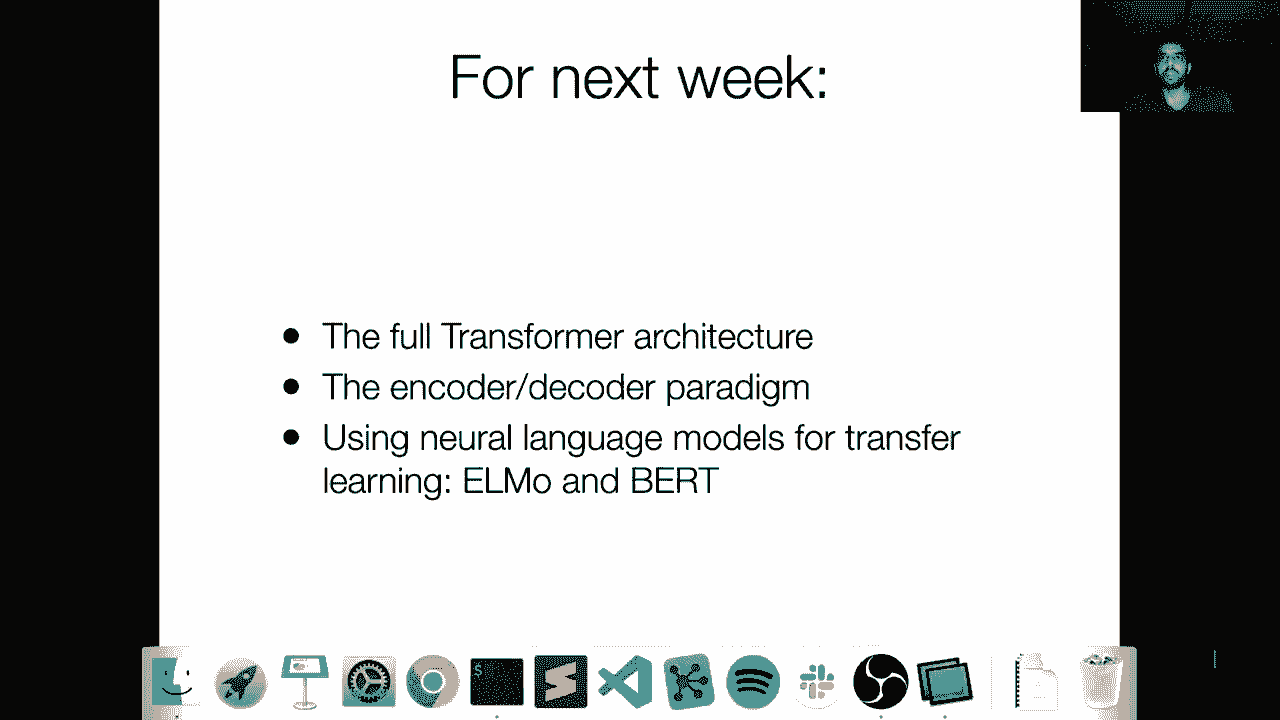 For next week:
The full Transformer architecture
The encoder/decoder paradigm
Using neural language models for transfer
learning: ELMo and BERT